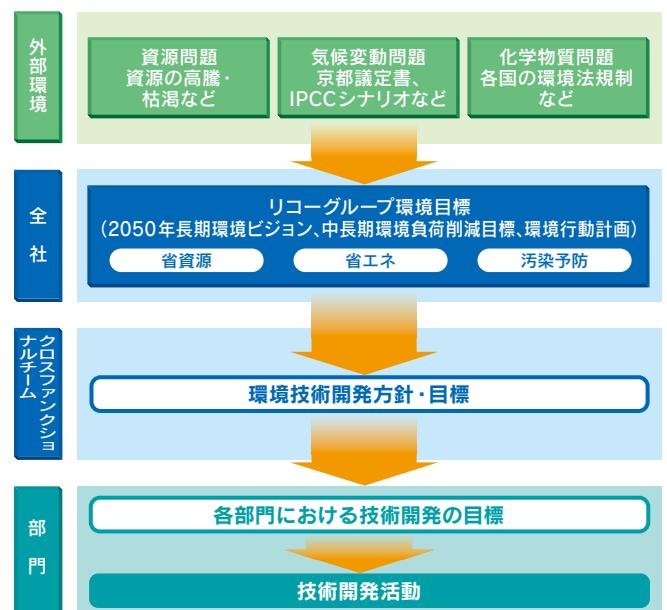 外部環境
資源問題
資源の高騰・
枯渇など
気候変動問題
京都議定書、
IPCCシナリオなど
化学物質問題
各国の環境法規制
など
全社
リコーグループ環境目標
(2050年長期環境ビジョン、中長期環境負荷削減目標、環境行動計画)
省資源
省エネ
汚染予防
クロスファンクショ
ナルチーム
環境技術開発方針・目標
部門
各部門における技術開発の目標
技術開発活動